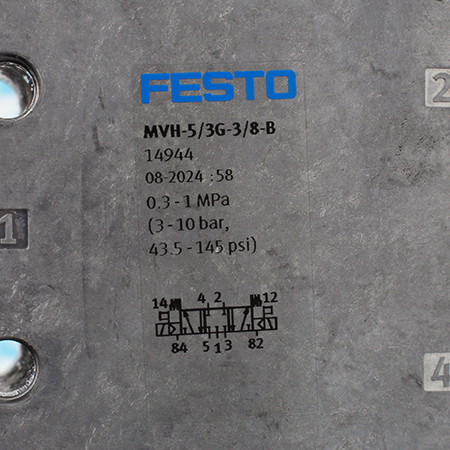 FESTO
2
MVH-5/3G-3/8-B
14944
08-2024 :58
0.3-1 MPa
1
(3-10 bar,
43.5-145 psi)
14 4 2 12
84 5 1 3 82
4